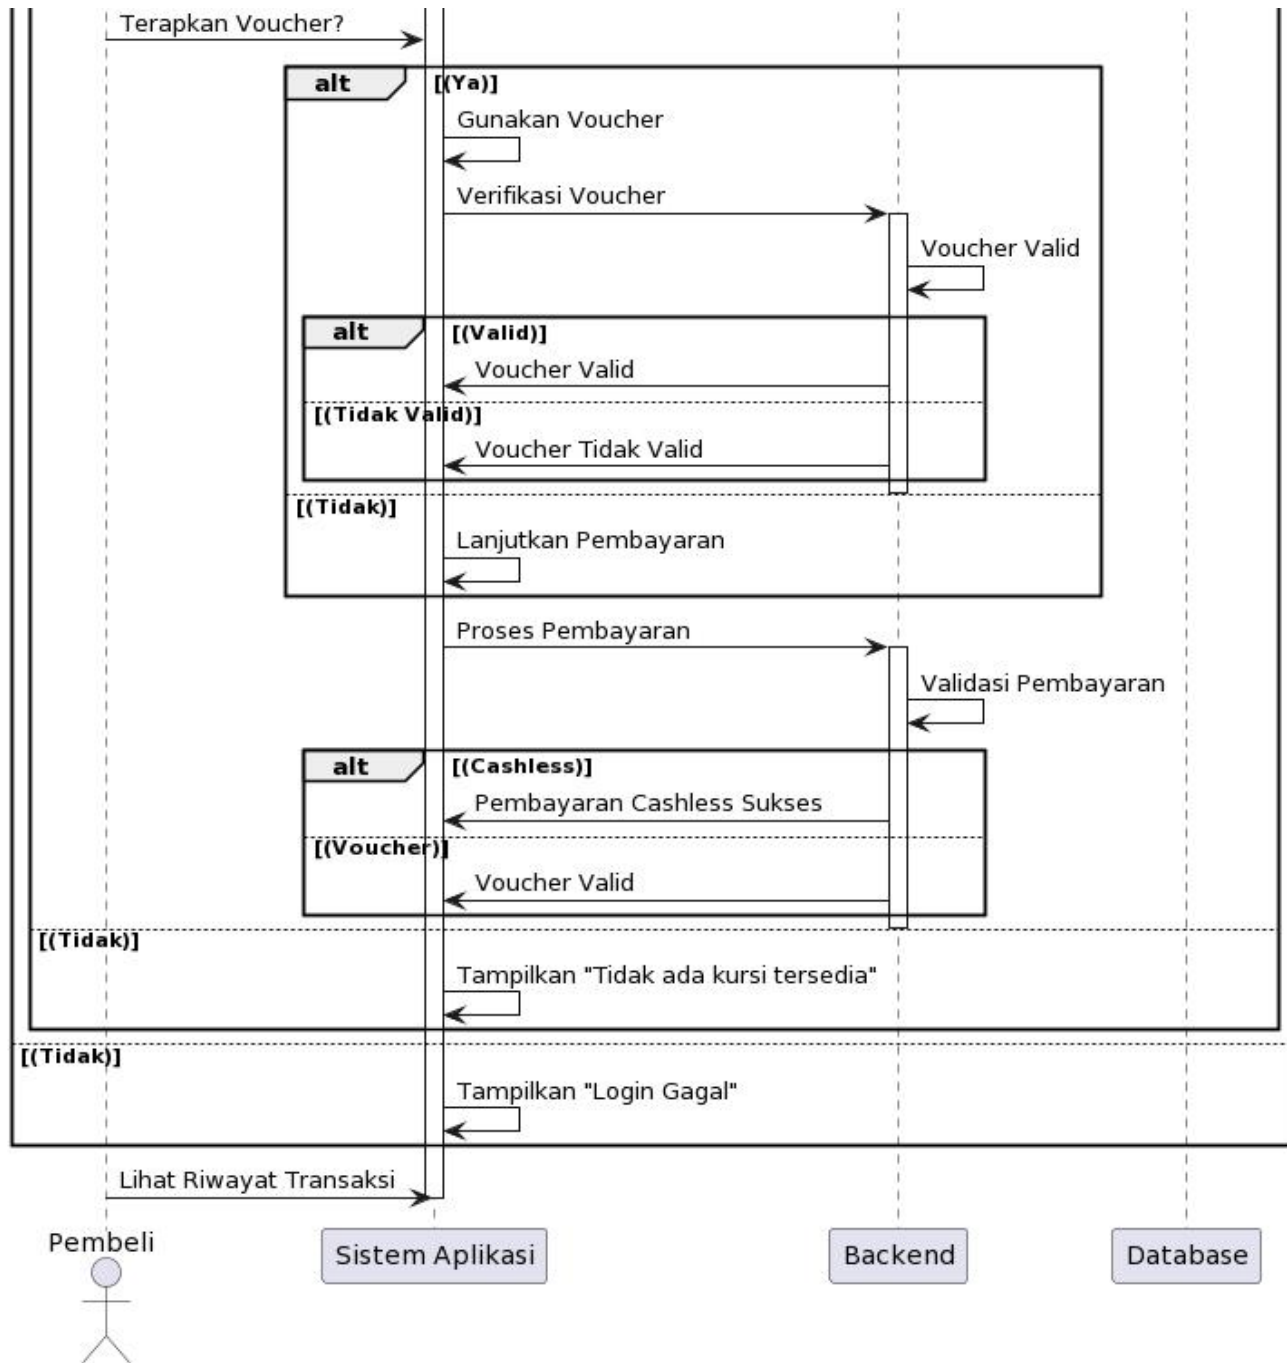 Terapkan Voucher?
alt [(Ya)]
Gunakan Voucher
Verifikasi Voucher
Voucher Valid
alt [(Valid)]
Voucher Valid
[(Tidak Valid)]
Voucher Tidak Valid
[(Tidak)]
Lanjutkan Pembayaran
Proses Pembayaran
Validasi Pembayaran
alt [(Cashless)]
Pembayaran Cashless Sukses
[(Voucher)]
Voucher Valid
[(Tidak)]
Tampilkan "Tidak ada kursi tersedia"
[(Tidak)]
Tampilkan "Login Gagal"
Lihat Riwayat Transaksi
Pembeli Sistem Aplikasi Backend Database